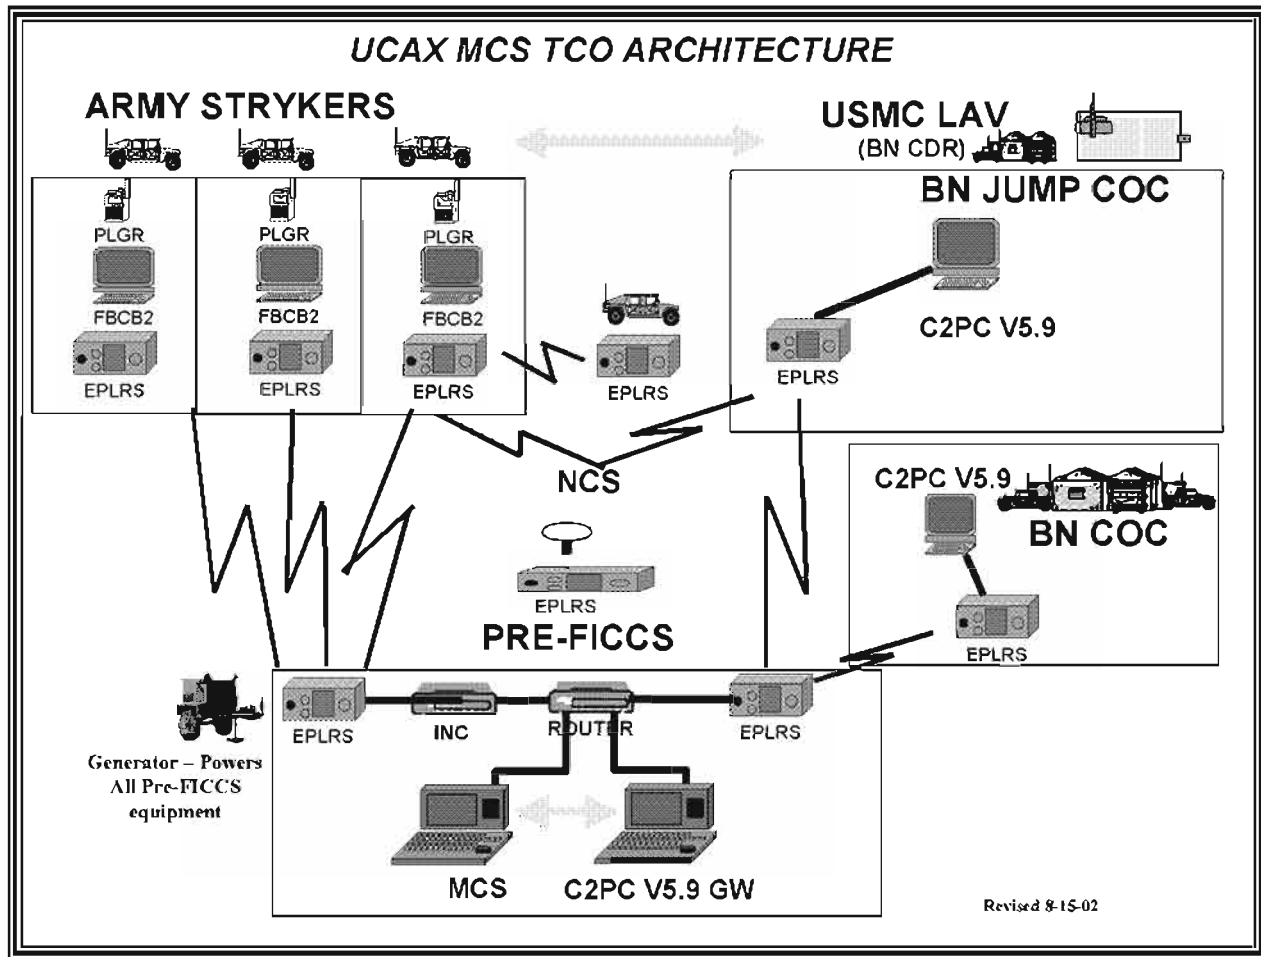 UCAX MCS TCO ARCHITECTURE
ARMY STRYKERS
USMC LAV
(BN CDR)
BN JUMP COC
PLGR
PLGR
PLGR
FBCB2
FBCB2
FBCB2
C2PC V5.9
EPLRS
EPLRS
EPLRS
EPLRS
EPLRS
NCS
C2PC V5.9
BN COC
EPLRS
PRE-FICCS
EPLRS
EPLRS
INC
ROUTER
EPLRS
Generator – Powers
All Pre-FICCS
equipment
MCS
C2PC V5.9 GW
Revised 8-15-02